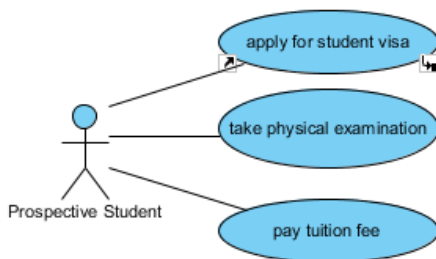 apply for student visa
take physical examination
Prospective Student
pay tuition fee